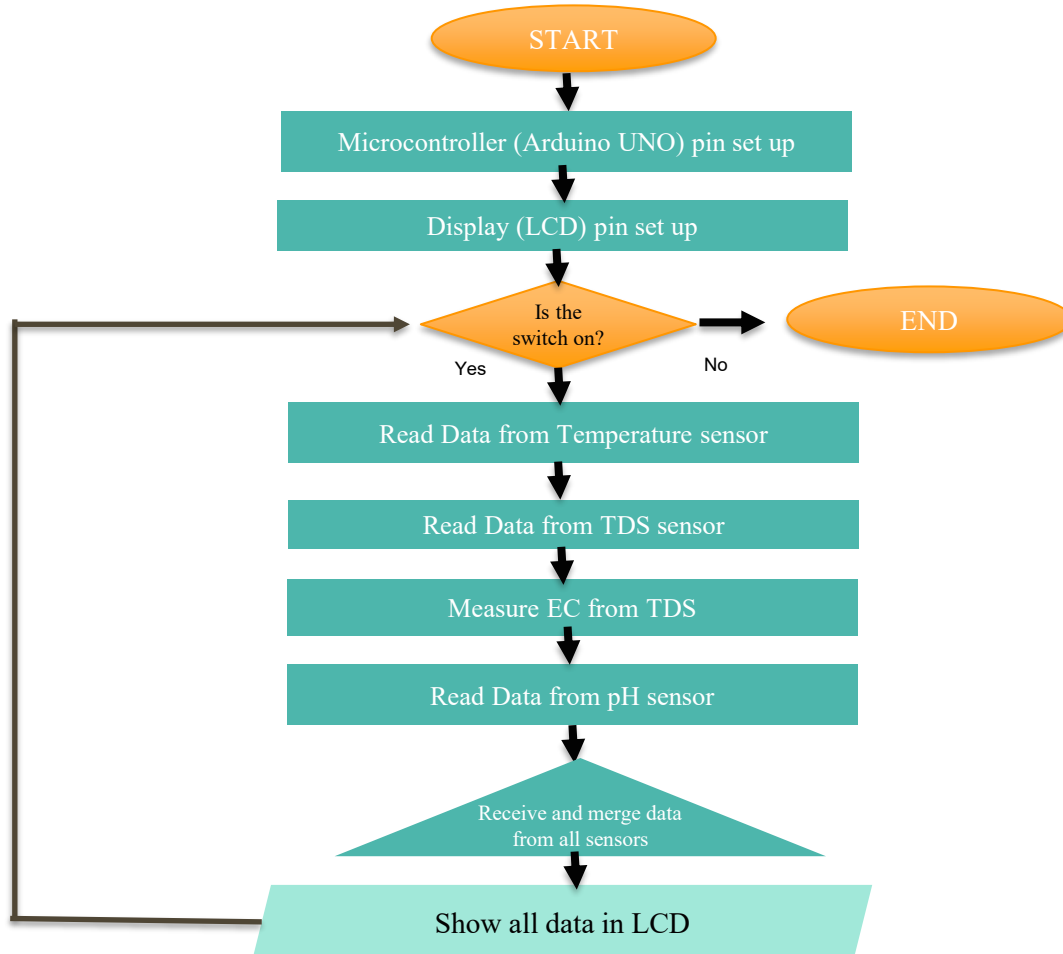 START
Microcontroller (Arduino UNO) pin set up
Display (LCD) pin set up
Is the
switch on?
END
Yes
No
Read Data from Temperature sensor
Read Data from TDS sensor
Measure EC from TDS
Read Data from pH sensor
Receive and merge data
from all sensors
Show all data in LCD